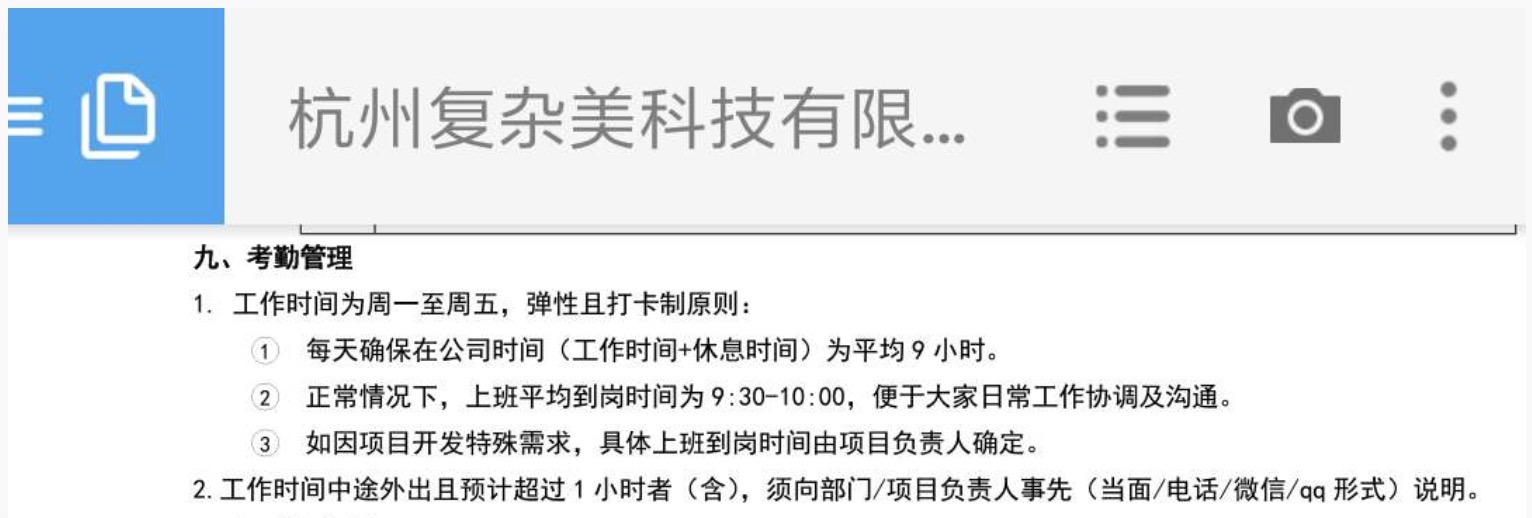 杭州复杂美科技有限...
九、考勤管理
1. 工作时间为周一至周五，弹性且打卡制原则：
① 每天确保在公司时间（工作时间+休息时间）为平均9小时。
② 正常情况下，上班平均到岗时间为9:30-10:00，便于大家日常工作协调及沟通。
③ 如因项目开发特殊需求，具体上班到岗时间由项目负责人确定。
2.工作时间中途外出且预计超过1小时者（含），须向部门/项目负责人事先（当面/电话/微信/qq形式）说明。